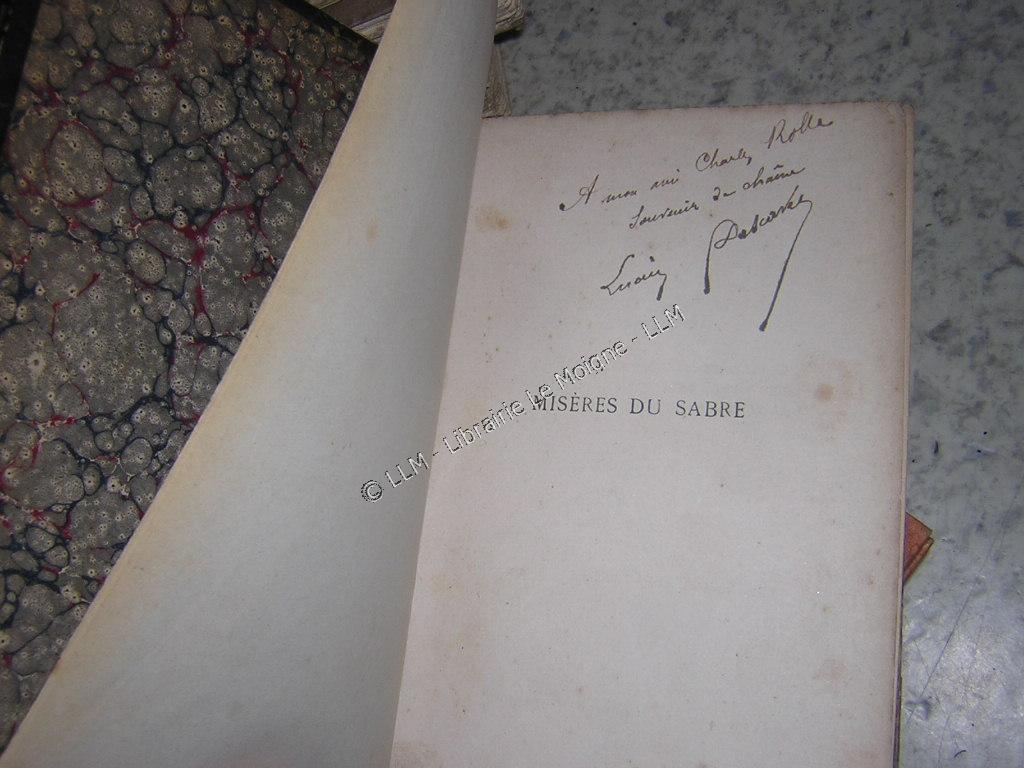 A mon ami Charles Rolle
Souvenir de chaîne
Lucien Descaves
MISÈRES DU SABRE
© LLM - Librairie Le Moigne - LLM